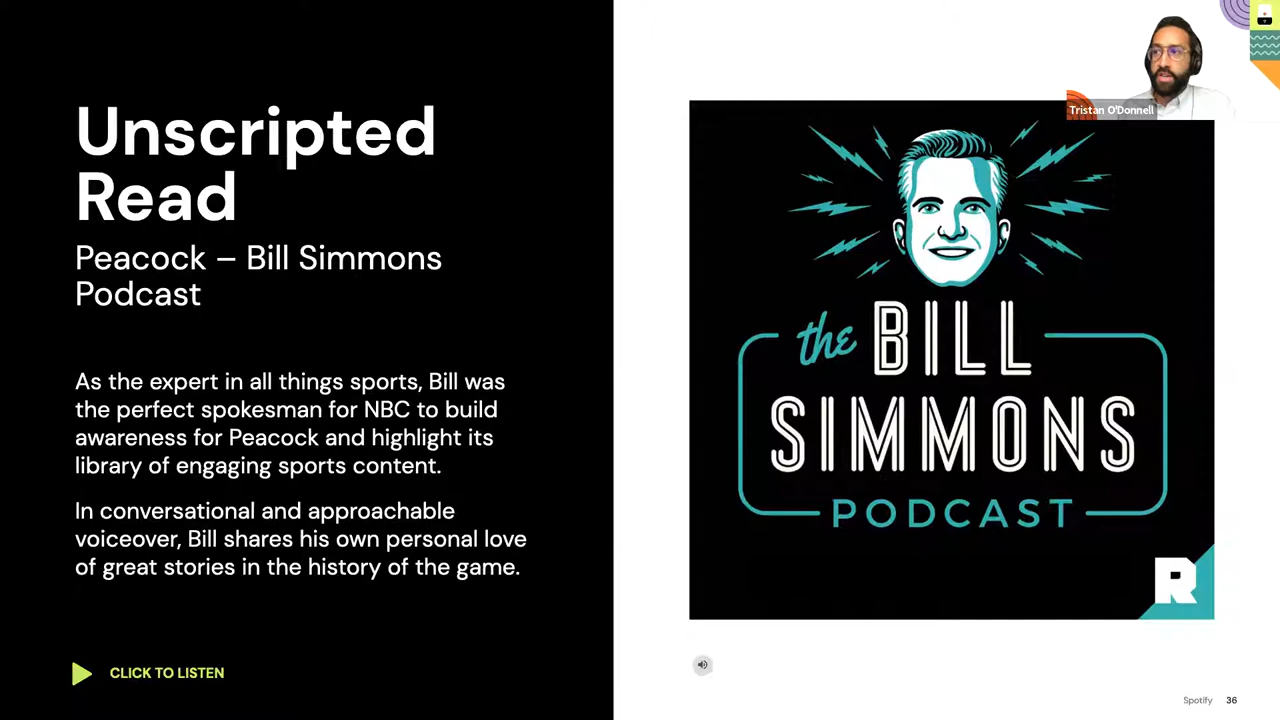 Unscripted
Read
Peacock – Bill Simmons
Podcast
As the expert in all things sports, Bill was
the perfect spokesman for NBC to build
awareness for Peacock and highlight its
library of engaging sports content.
In conversational and approachable
voiceover, Bill shares his own personal love
of great stories in the history of the game.
CLICK TO LISTEN
Tristan O'Donnell
the BILL
SIMMONS
PODCAST
R
Spotify 36